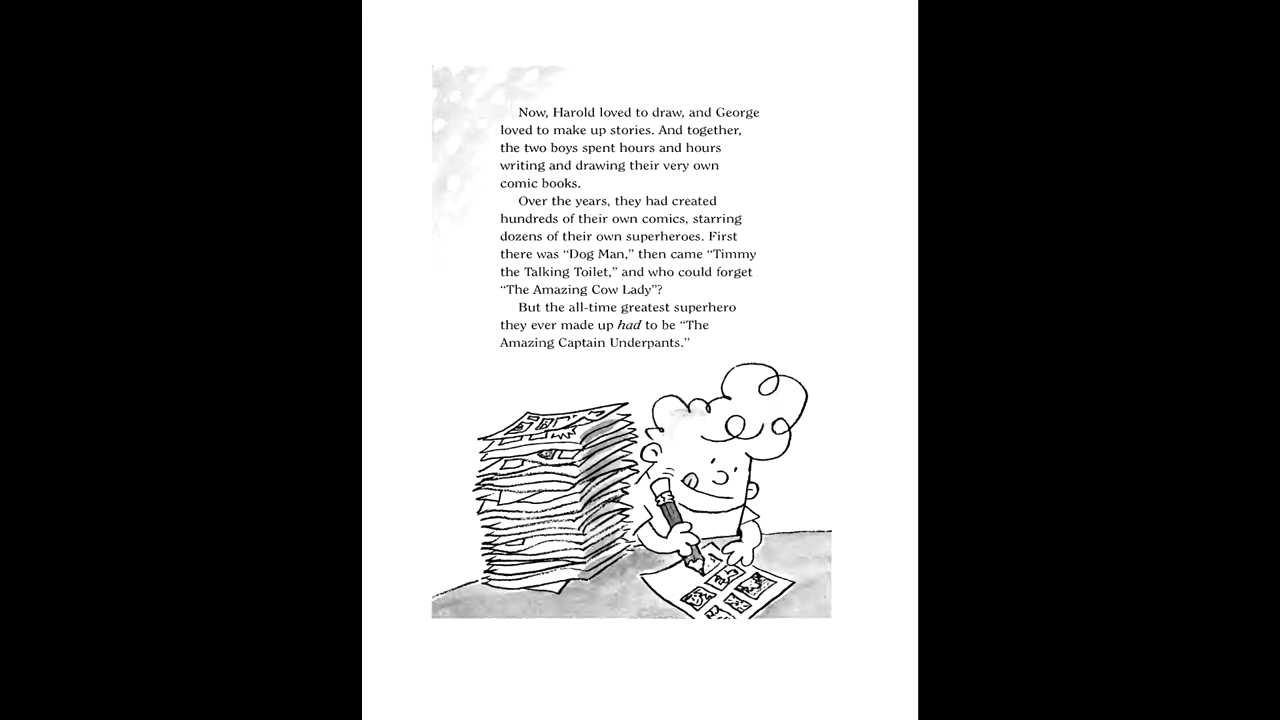 Now, Harold loved to draw, and George
loved to make up stories. And together,
the two boys spent hours and hours
writing and drawing their very own
comic books.
Over the years, they had created
hundreds of their own comics, starring
dozens of their own superheroes. First
there was “Dog Man,” then came “Timmy
the Talking Toilet,” and who could forget
“The Amazing Cow Lady”?
But the all-time greatest superhero
they ever made up had to be “The
Amazing Captain Underpants.”